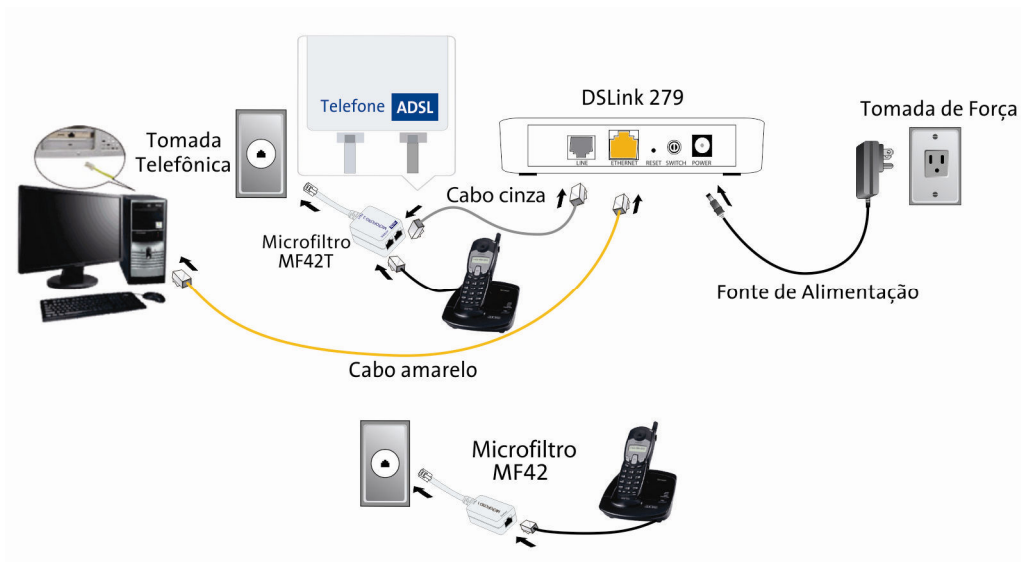 Telefone ADSL
DSLink 279
Tomada de Força
Tomada
Telefônica
LINE
ETHERNET
RESET
SWITCH
POWER
Cabo cinza
Microfiltro
MF42T
Fonte de Alimentação
Cabo amarelo
Microfiltro
MF42